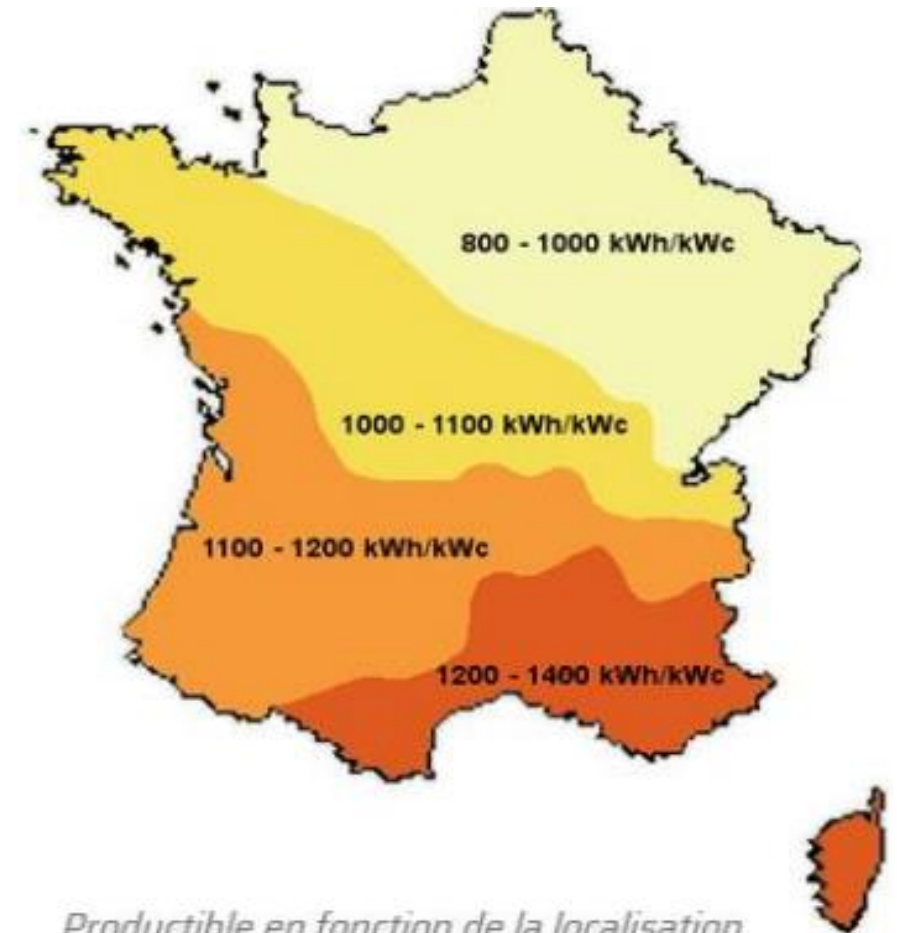 800 - 1000 kWh/kWc
1000 - 1100 kWh/kWc
1100 - 1200 kWh/kWc
1200 - 1400 kWh/kWc
Productible en fonction de la localisation